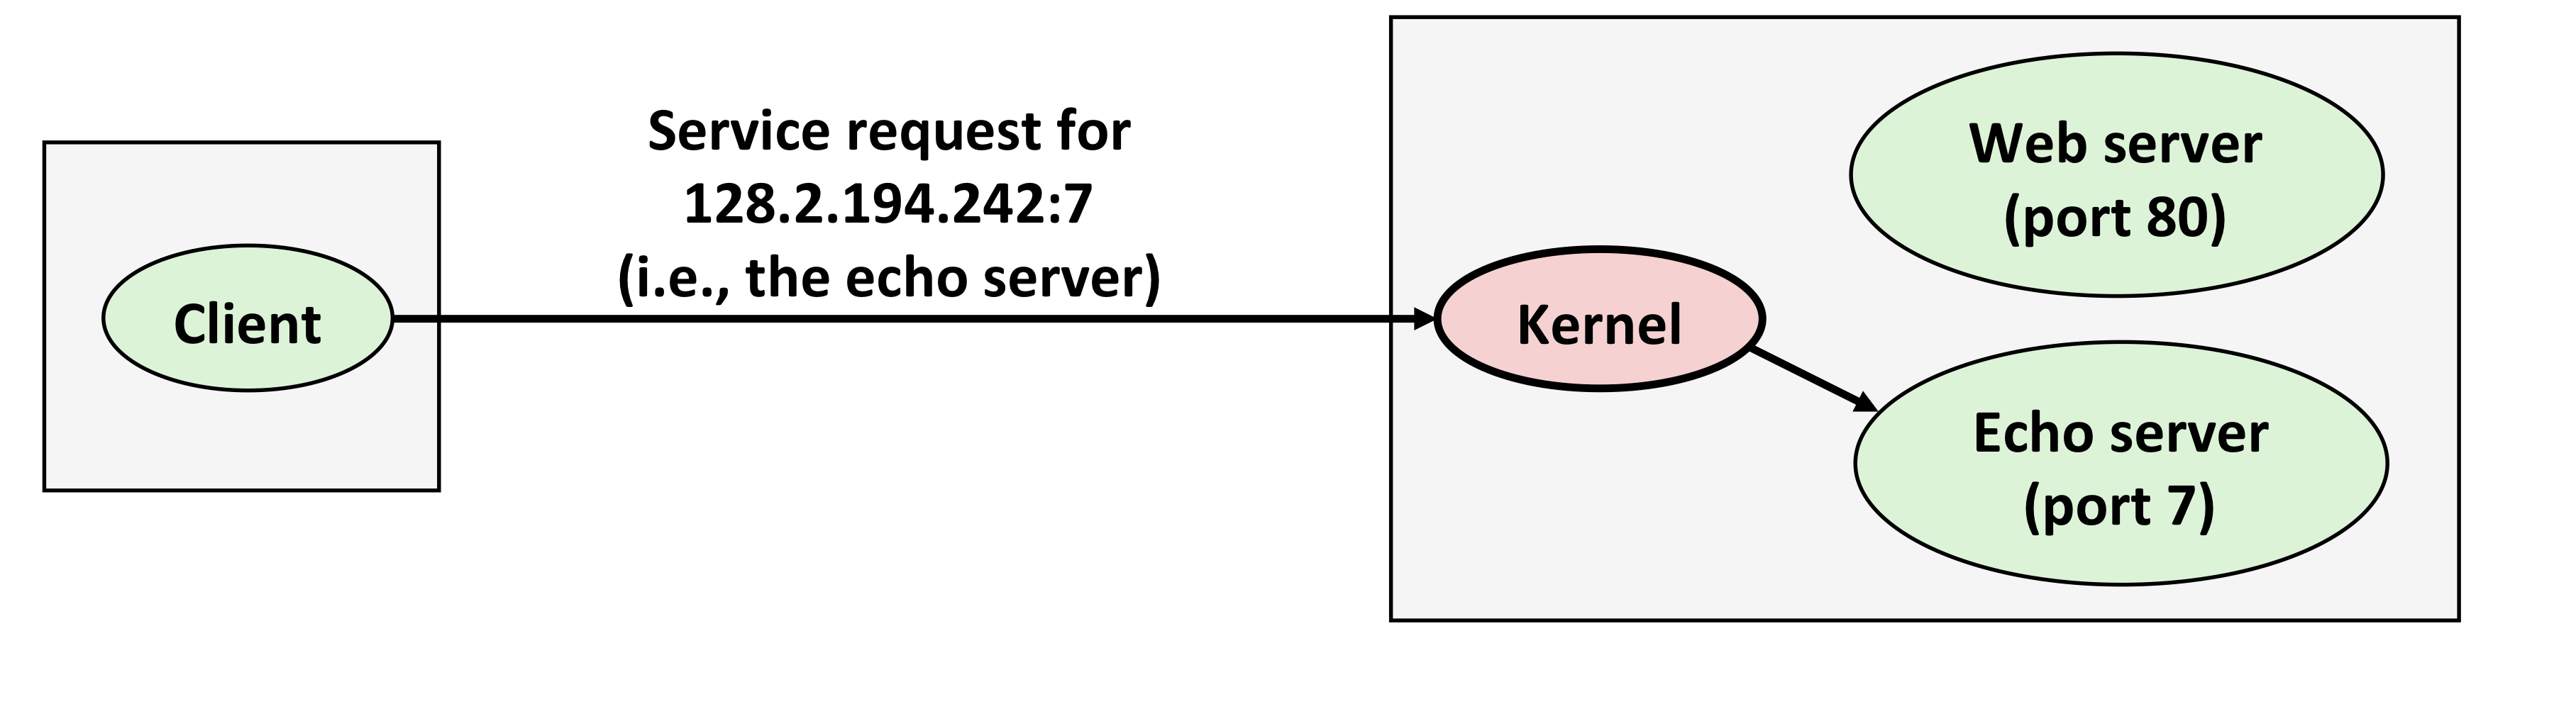 Service request for
128.2.194.242:7
(i.e., the echo server)
Client
Kernel
Web server
(port 80)
Echo server
(port 7)